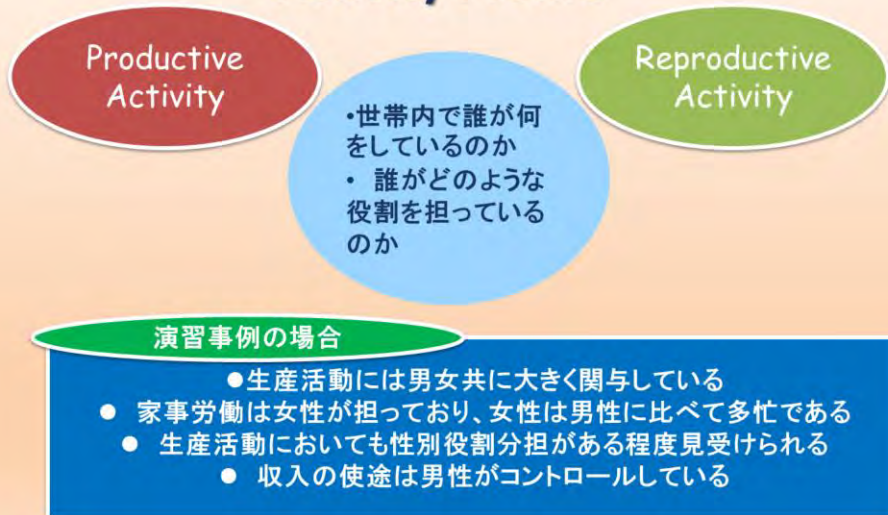 Productive
Activity
Reproductive
Activity
•世帯内で誰が何
をしているのか
• 誰がどのような
役割を担っている
のか
演習事例の場合
●生産活動には男女共に大きく関与している
● 家事労働は女性が担っており、女性は男性に比べて多忙である
● 生産活動においても性別役割分担がある程度見受けられる
● 収入の使途は男性がコントロールしている